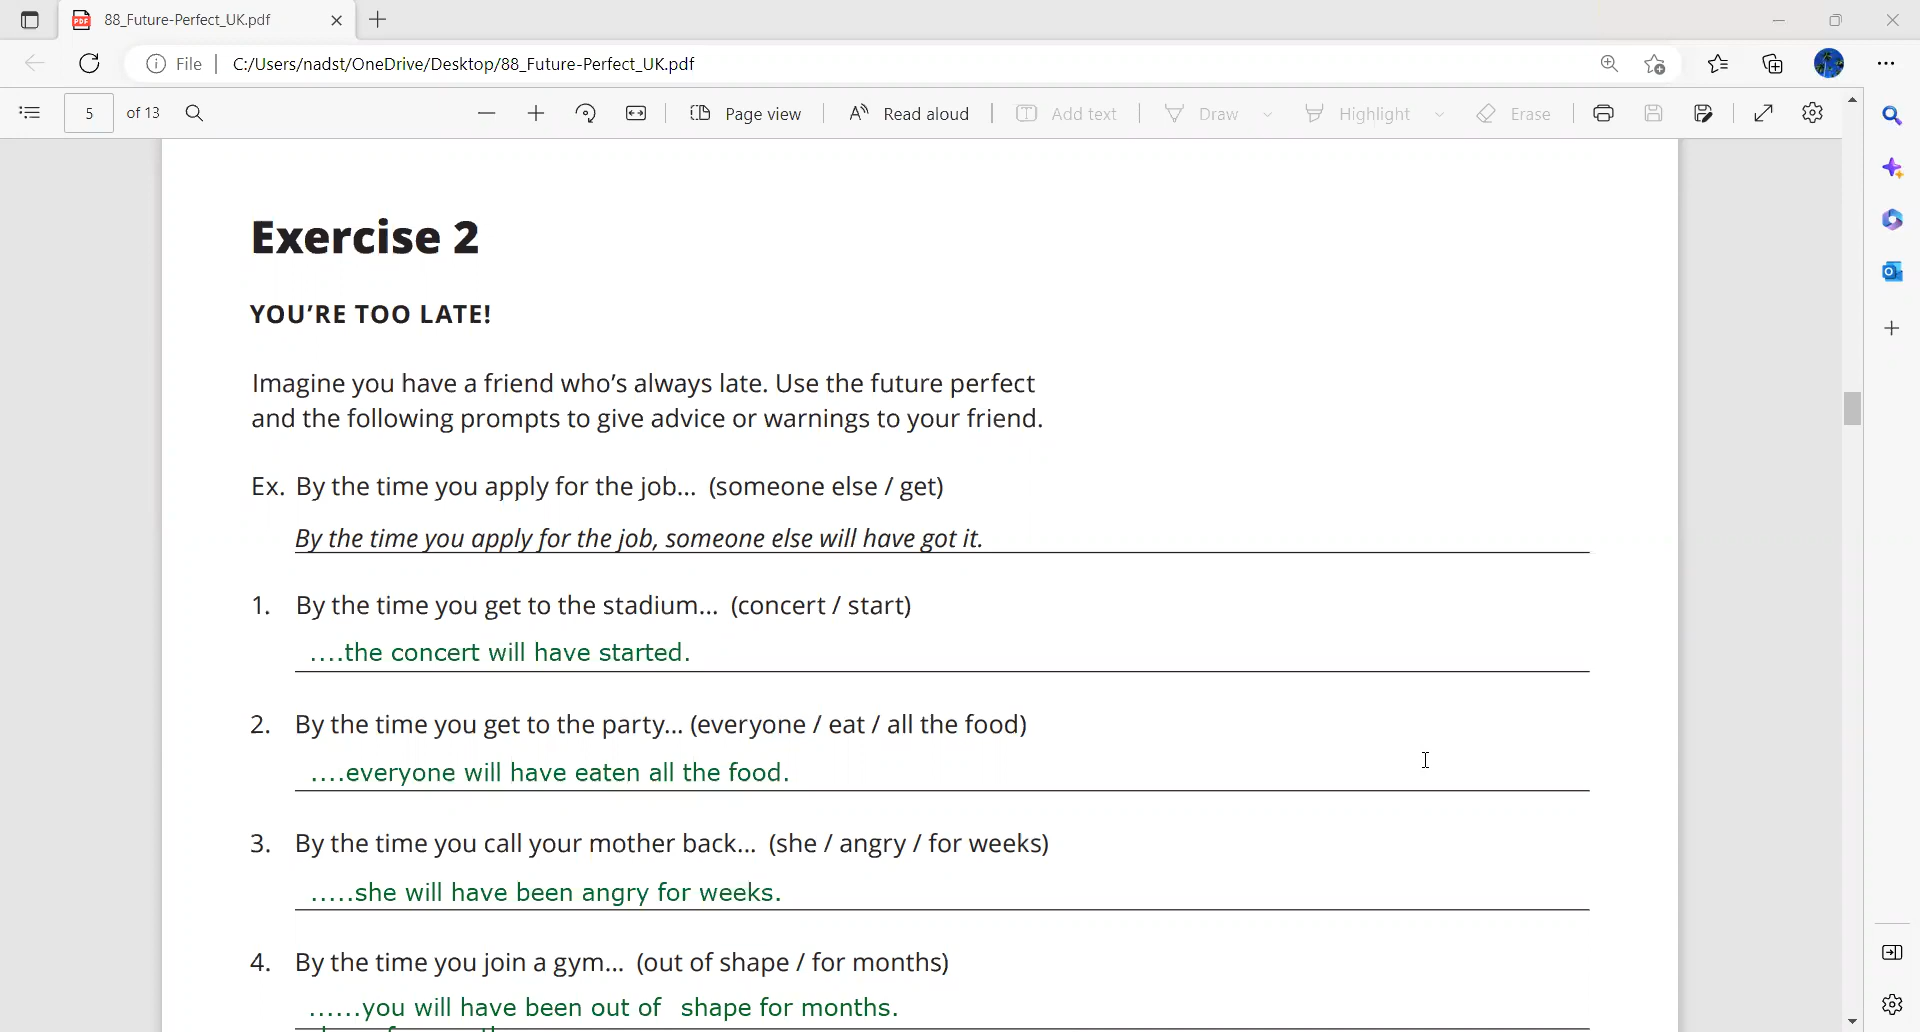 88_Future-Perfect_UK.pdf
File
C:/Users/nadst/OneDrive/Desktop/88_Future-Perfect_UK.pdf
5 of 13
Page view
Read aloud
Add text
Draw
Highlight
Erase
Exercise 2
YOU'RE TOO LATE!
Imagine you have a friend who's always late. Use the future perfect
and the following prompts to give advice or warnings to your friend.
Ex. By the time you apply for the job... (someone else / get)
By the time you apply for the job, someone else will have got it.
1. By the time you get to the stadium... (concert / start)
....the concert will have started.
2. By the time you get to the party... (everyone / eat / all the food)
....everyone will have eaten all the food.
3. By the time you call your mother back... (she / angry / for weeks)
.....she will have been angry for weeks.
4. By the time you join a gym... (out of shape / for months)
......you will have been out of shape for months.